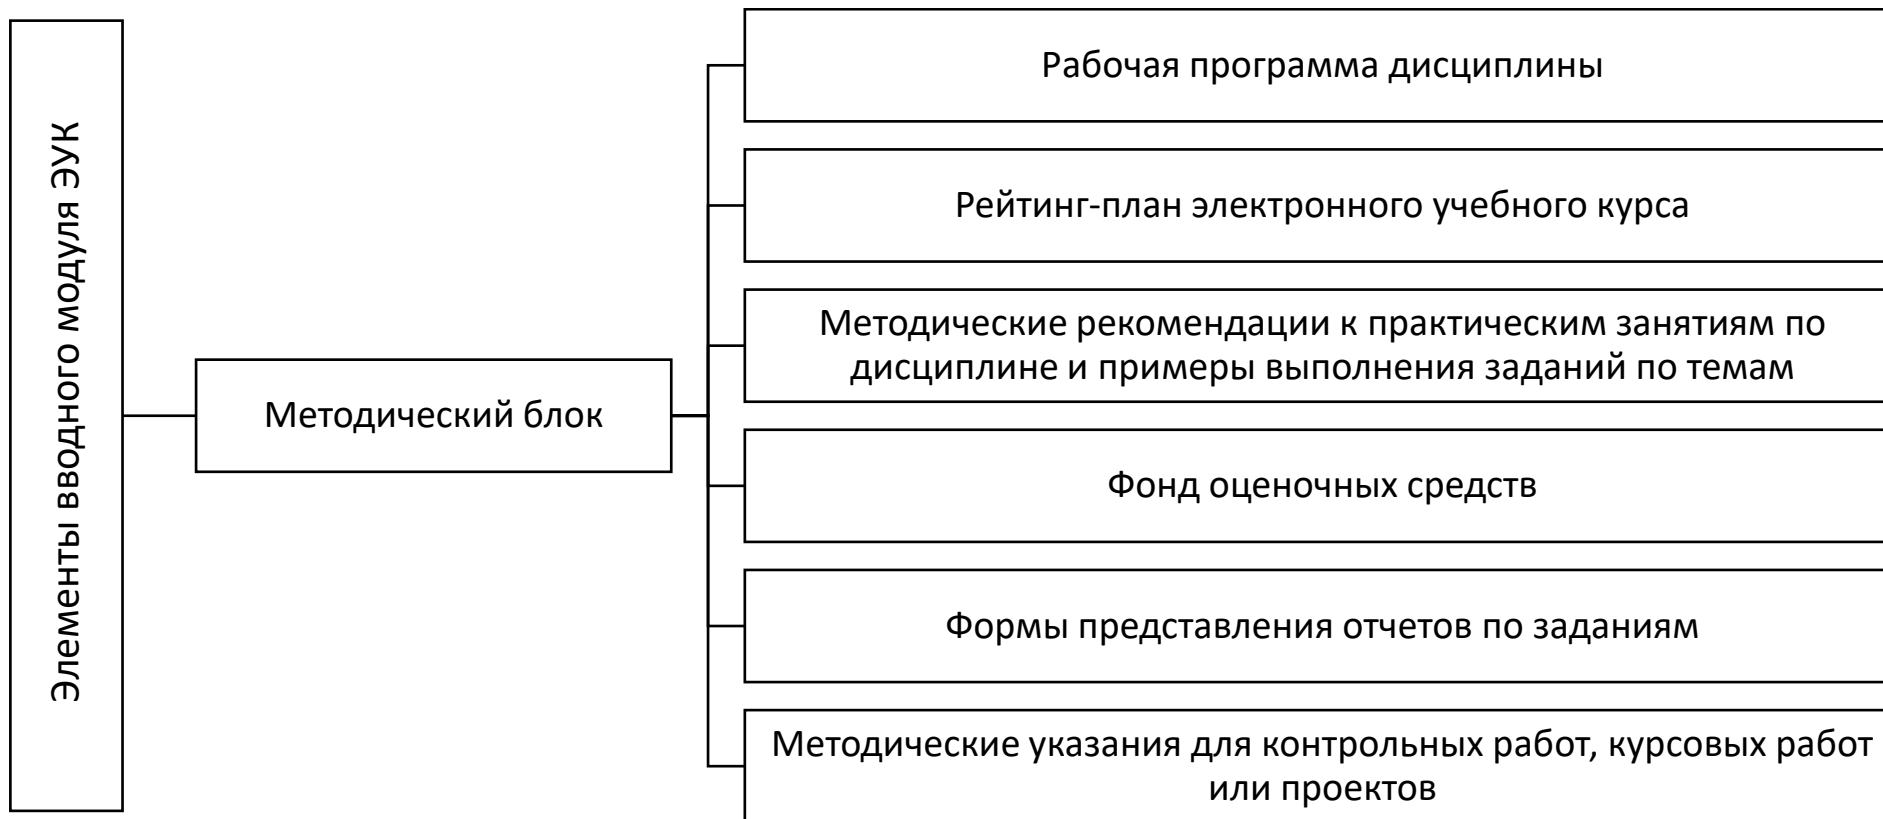 Элементы вводного модуля ЭУК
Методический блок
Рабочая программа дисциплины
Рейтинг-план электронного учебного курса
Методические рекомендации к практическим занятиям по
дисциплине и примеры выполнения заданий по темам
Фонд оценочных средств
Формы представления отчетов по заданиям
Методические указания для контрольных работ, курсовых работ
или проектов